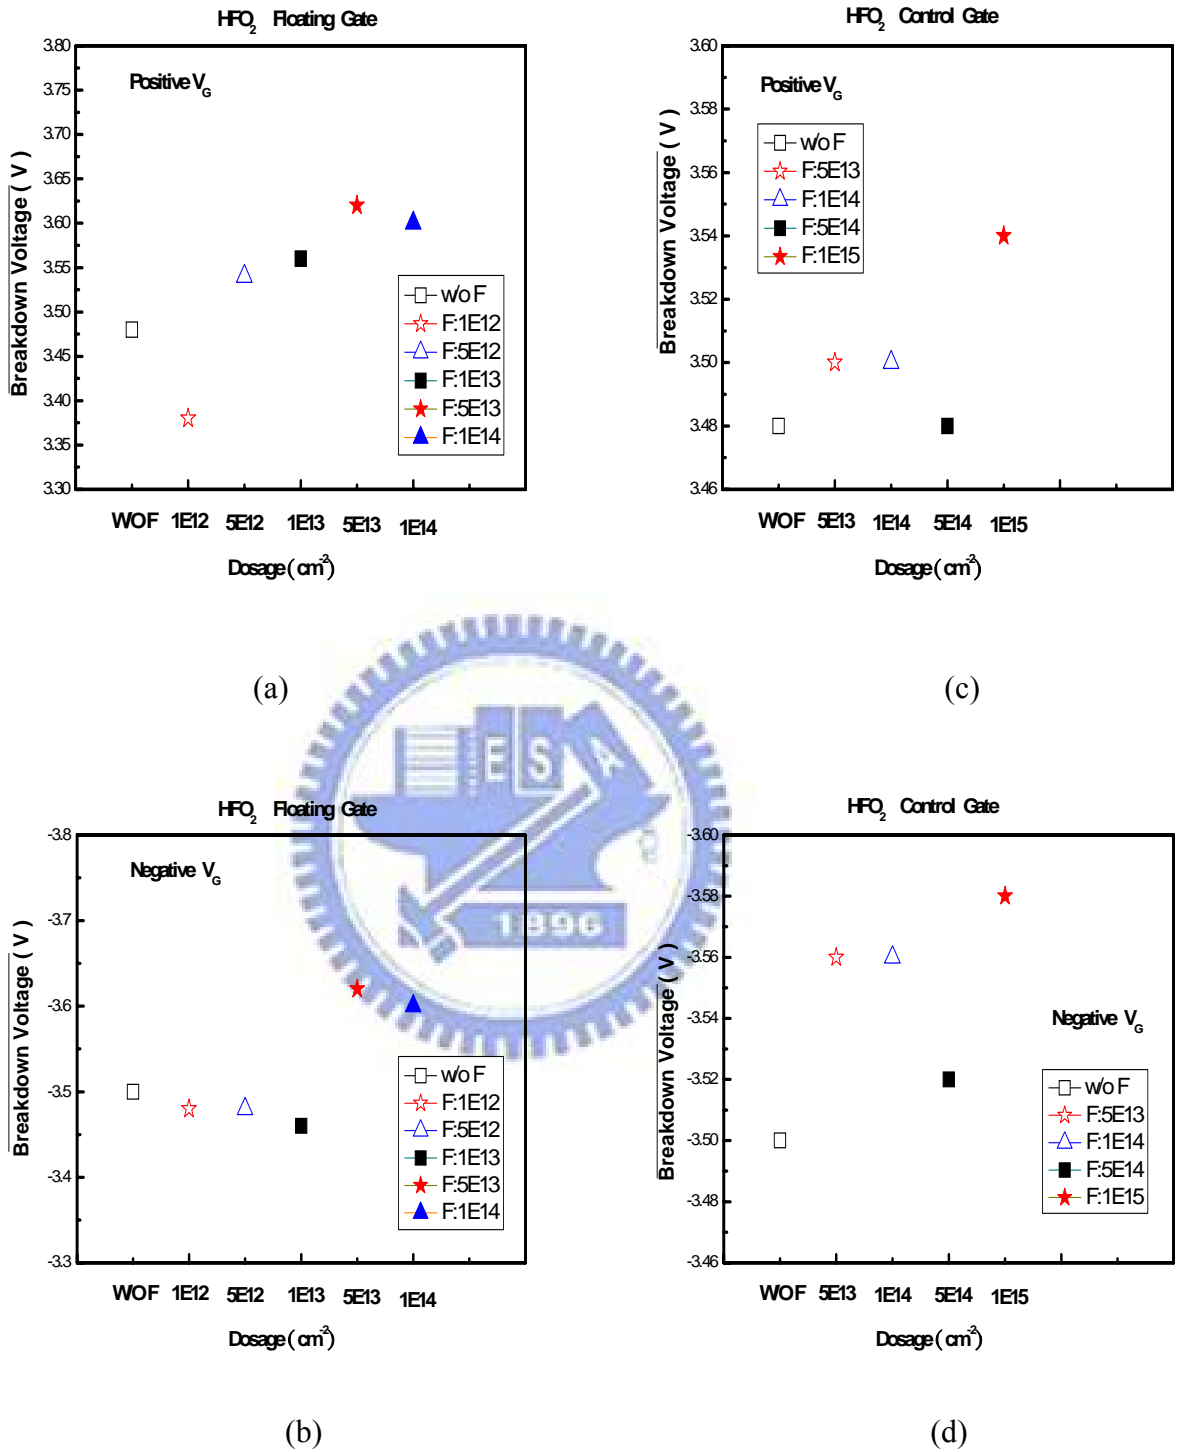 HFO2 Floating Gate
3.80
3.75
3.70
3.65
3.60
3.55
3.50
3.45
3.40
3.35
3.30
Breakdown Voltage ( V )
Positive VG
w/o F
F:1E12
F:5E12
F:1E13
F:5E13
F:1E14
W/O F 1E12 5E12 1E13 5E13 1E14
Dosage ( cm-2)
(a)
HFO2 Control Gate
3.60
3.58
3.56
3.54
3.52
3.50
3.48
3.46
Breakdown Voltage ( V )
Positive VG
w/o F
F:5E13
F:1E14
F:5E14
F:1E15
W/O F 5E13 1E14 5E14 1E15
Dosage ( cm-2)
(c)
E S A
1896
HFO2 Floating Gate
-3.8
-3.7
-3.6
-3.5
-3.4
-3.3
Breakdown Voltage ( V )
Negative VG
w/o F
F:1E12
F:5E12
F:1E13
F:5E13
F:1E14
W/O F 1E12 5E12 1E13 5E13 1E14
Dosage ( cm-2)
(b)
HFO2 Control Gate
-3.60
-3.58
-3.56
-3.54
-3.52
-3.50
-3.48
-3.46
Breakdown Voltage ( V )
Negative VG
w/o F
F:5E13
F:1E14
F:5E14
F:1E15
W/O F 5E13 1E14 5E14 1E15
Dosage ( cm-2)
(d)